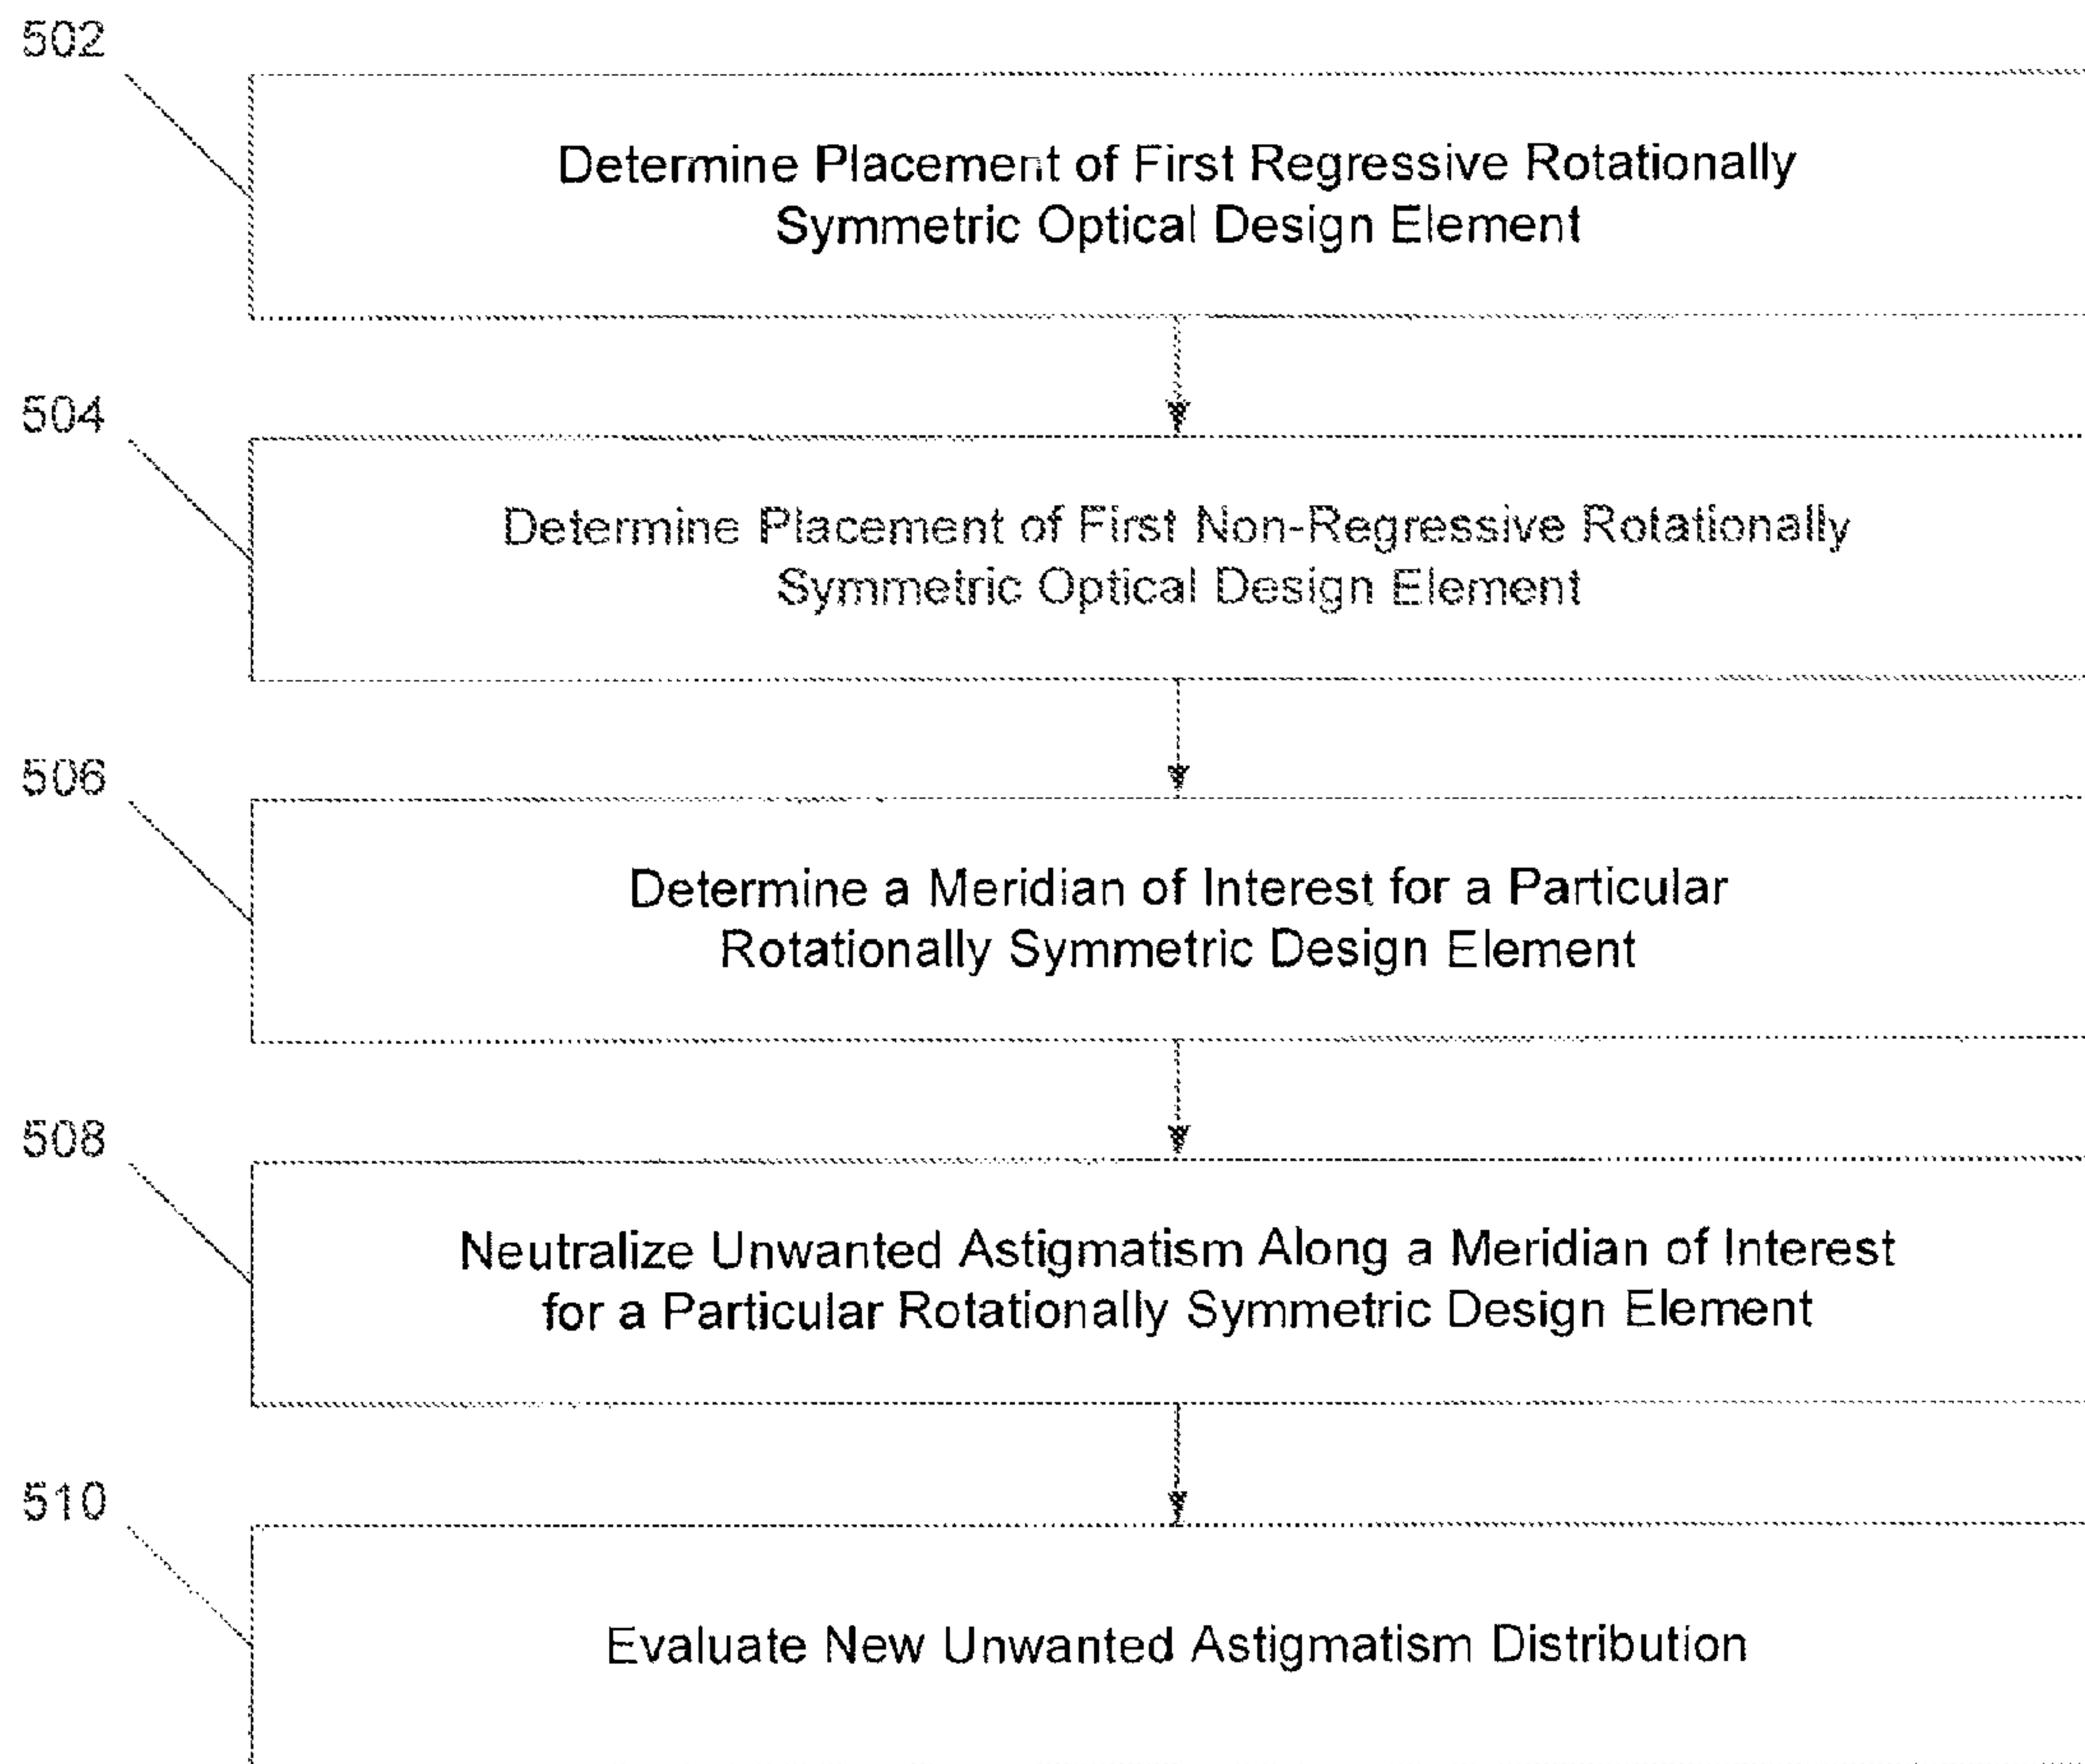 502
Determine Placement of First Regressive Rotationally
Symmetric Optical Design Element
504
Determine Placement of First Non-Regressive Rotationally
Symmetric Optical Design Element
506
Determine a Meridian of Interest for a Particular
Rotationally Symmetric Design Element
508
Neutralize Unwanted Astigmatism Along a Meridian of Interest
for a Particular Rotationally Symmetric Design Element
510
Evaluate New Unwanted Astigmatism Distribution